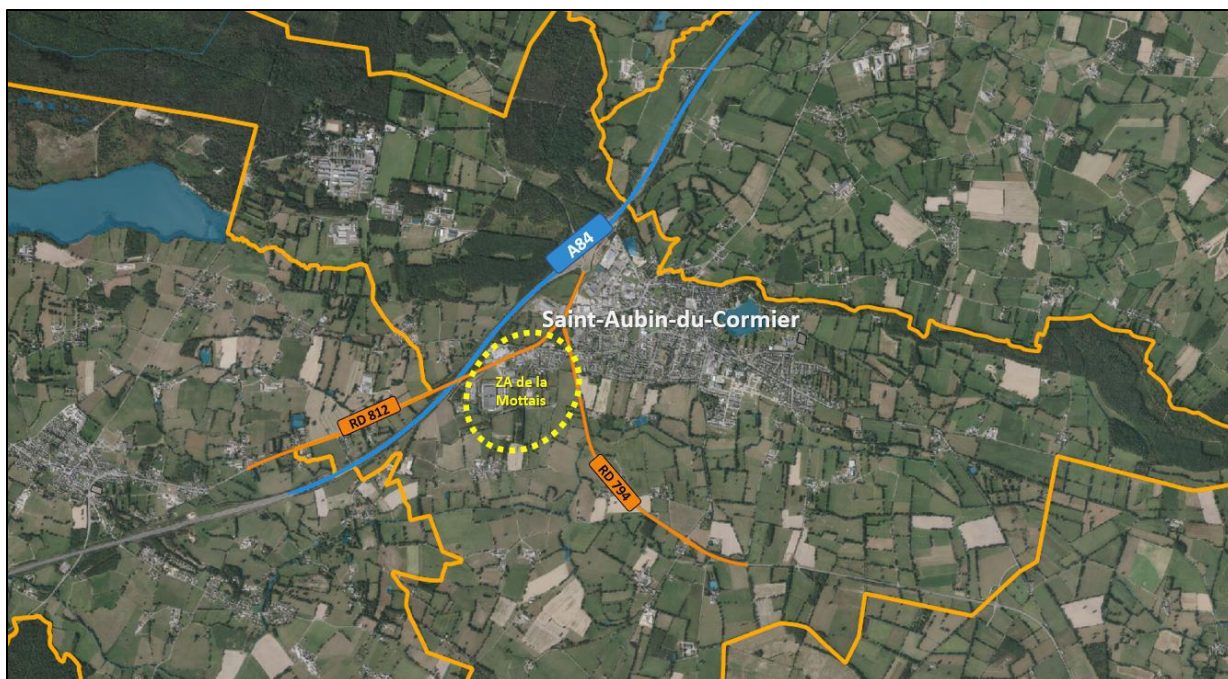 A84
Saint-Aubin-du-Cormier
ZA de la
Mottais
RD 812
RD 794